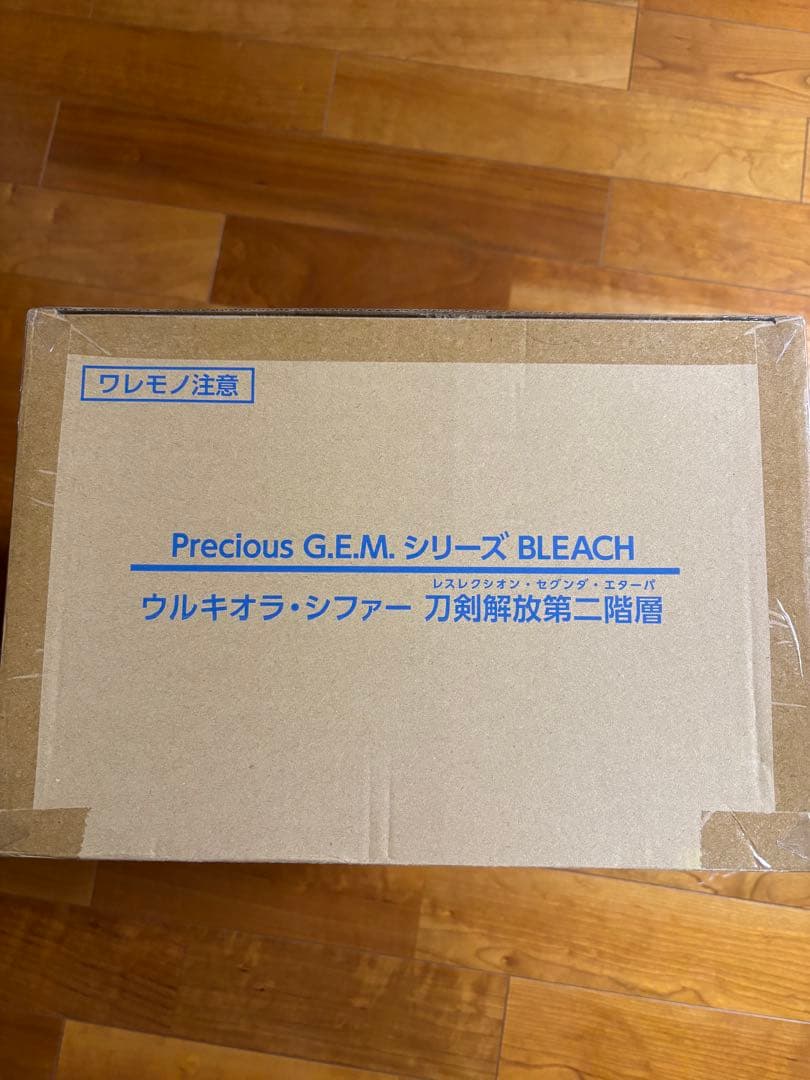 ワレモノ注意
Precious G.E.M. シリーズ BLEACH
レスレクシオン・セグンダ・エターパ
ウルキオラ・シファー 刀剣解放第二階層